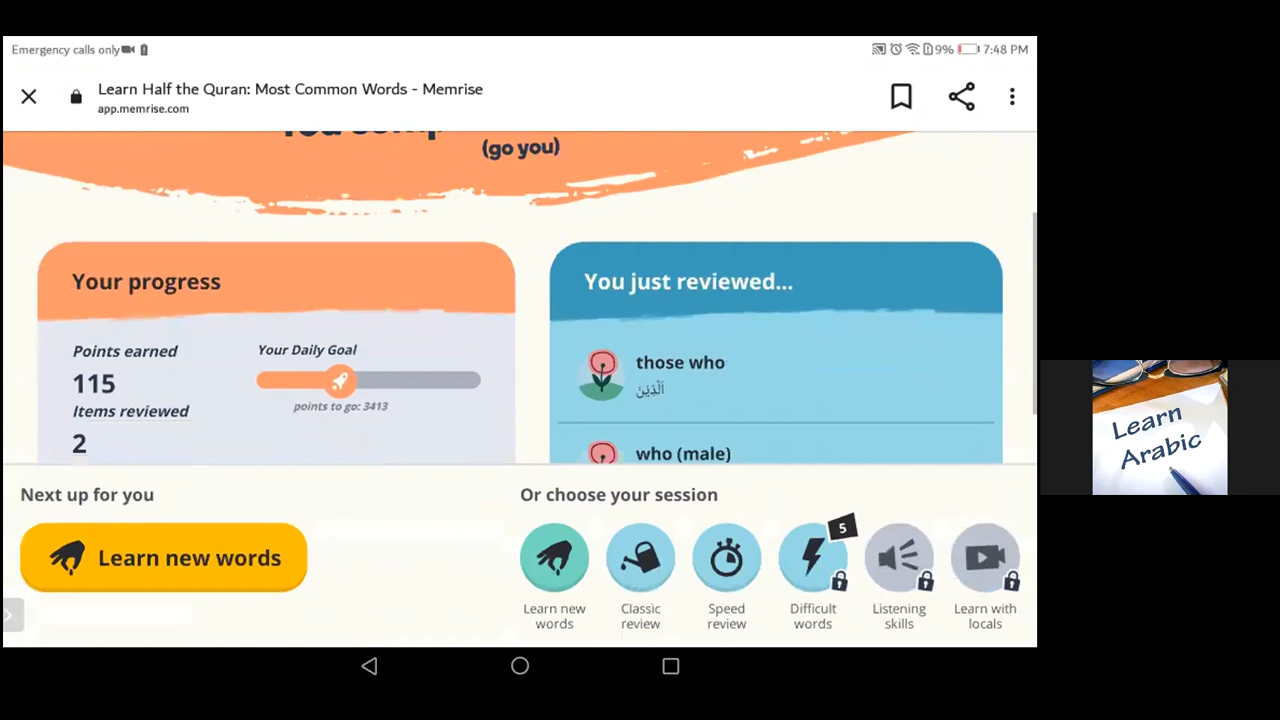 Emergency calls only
9% 7:48 PM
Learn Half the Quran: Most Common Words - Memrise
app.memrise.com
(go you)
Your progress
Points earned
115
Items reviewed
2
Your Daily Goal
points to go: 3413
You just reviewed...
those who
اَلَّذِيْنَ
who (male)
Next up for you
Learn new words
Or choose your session
5
Learn new
words
Classic
review
Speed
review
Difficult
words
Listening
skills
Learn with
locals
Learn
Arabic